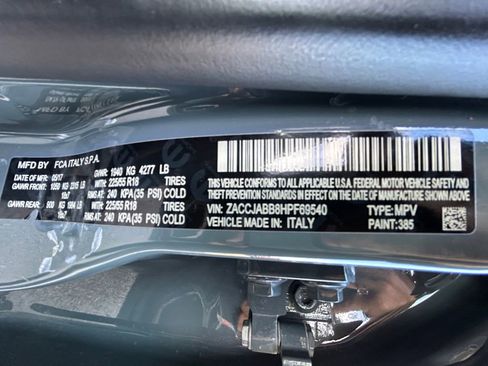 MFD BY FCA ITALY S.P.A.
DATE OF MFR: 05/17 GVWR: 1940 KG 4277 LB
GAWR FRONT: 1050 KG 2315 LB WITH: 225/55 R18 TIRES
RIMS AT: 240 KPA (35 PSI) COLD
GAWR REAR: 900 KG 1984 LB WITH: 225/55 R18 TIRES
RIMS AT: 240 KPA (35 PSI) COLD
THIS VEHICLE CONFORMS TO ALL APPLICABLE
U.S.A. FEDERAL MOTOR VEHICLE SAFETY, BUMPER, AND THEFT
PREVENTION STANDARDS IN EFFECT ON THE DATE OF
MANUFACTURE SHOWN ABOVE.
VIN: ZACCJABB8HPF69540 TYPE: MPV
VEHICLE MADE IN: ITALY PAINT: 385